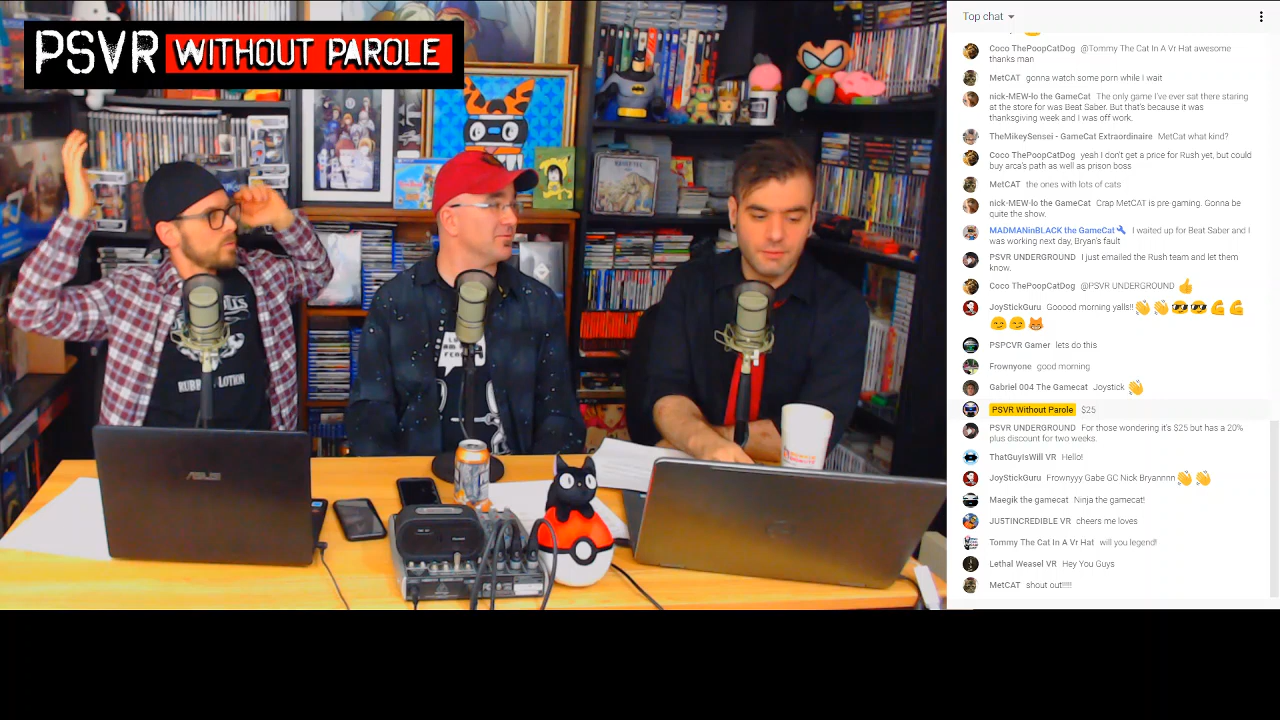 PSVR WITHOUT PAROLE
ASUS
Top chat
Coco ThePoopCatDog @Tommy The Cat In A Vr Hat awesome
thanks man
MetCAT gonna watch some porn while I wait
nick-MEW-lo the GameCat The only game I've ever sat there staring
at the store for was Beat Saber. But that's because it was
thanksgiving week and I was off work.
TheMikeySensei - GameCat Extraordinaire MetCat what kind?
Coco ThePoopCatDog yeah I don't get a price for Rush yet, but could
buy arca's path as well as prison boss
MetCAT the ones with lots of cats
nick-MEW-lo the GameCat Crap MetCAT is pre gaming. Gonna be
quite the show.
MADMANinBLACK the GameCat I waited up for Beat Saber and I
was working next day, Bryan's fault
PSVR UNDERGROUND I just emailed the Rush team and let them
know.
Coco ThePoopCatDog @PSVR UNDERGROUND 👍
JoyStickGuru Gooood morning yalls!! 👋 👋 🕶 🕶 💪 💪
😏 😏 😼
PSPCVR Gamer lets do this
Frownyone good morning
Gabriel 004 The Gamecat Joystick 👋
PSVR Without Parole $25
PSVR UNDERGROUND For those wondering it's $25 but has a 20%
plus discount for two weeks.
ThatGuyIsWill VR Hello!
JoyStickGuru Frownyyy Gabe GC Nick Bryannnn 👋 👋
Maegik the gamecat Ninja the gamecat!
JU5TINCREDIBLE VR cheers me loves
Tommy The Cat In A Vr Hat will you legend!
Lethal Weasel VR Hey You Guys
MetCAT shout out!!!!!